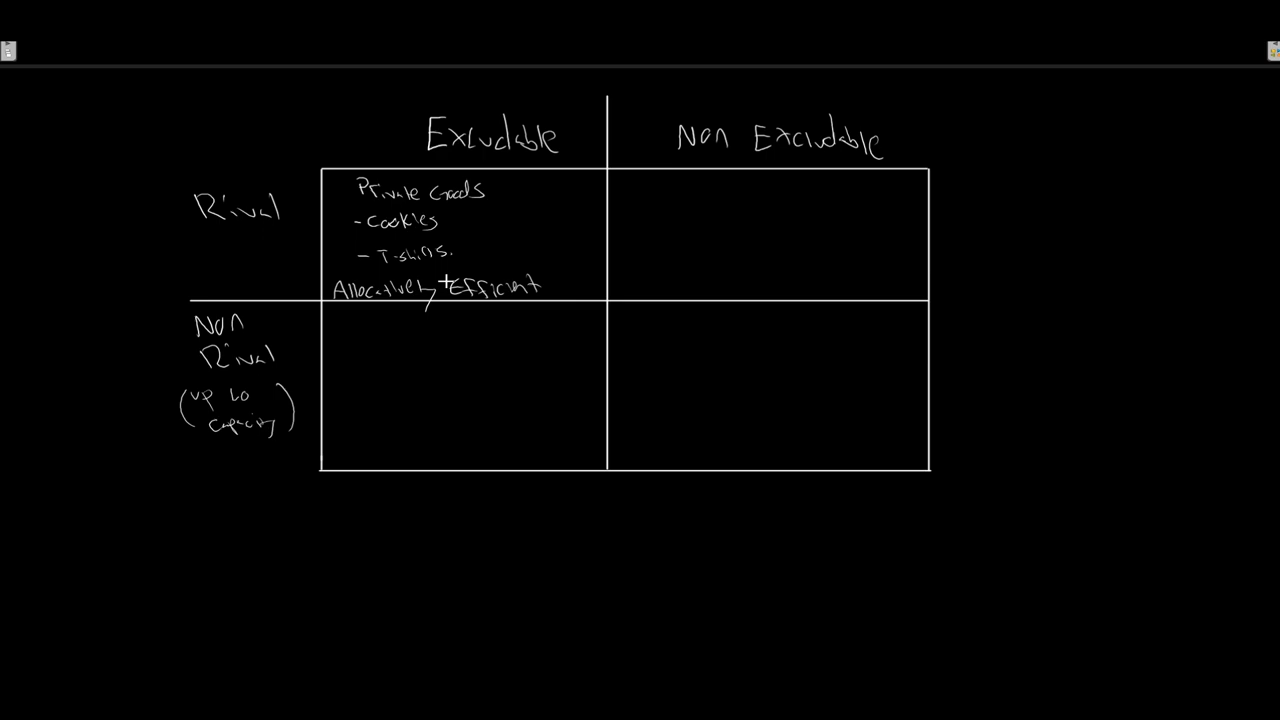 Excludable
Non Excludable
Rival
Private Goods
- Cookies
- T-shirts.
Allocatively Efficient
Non
Rival
(up to
capacity)